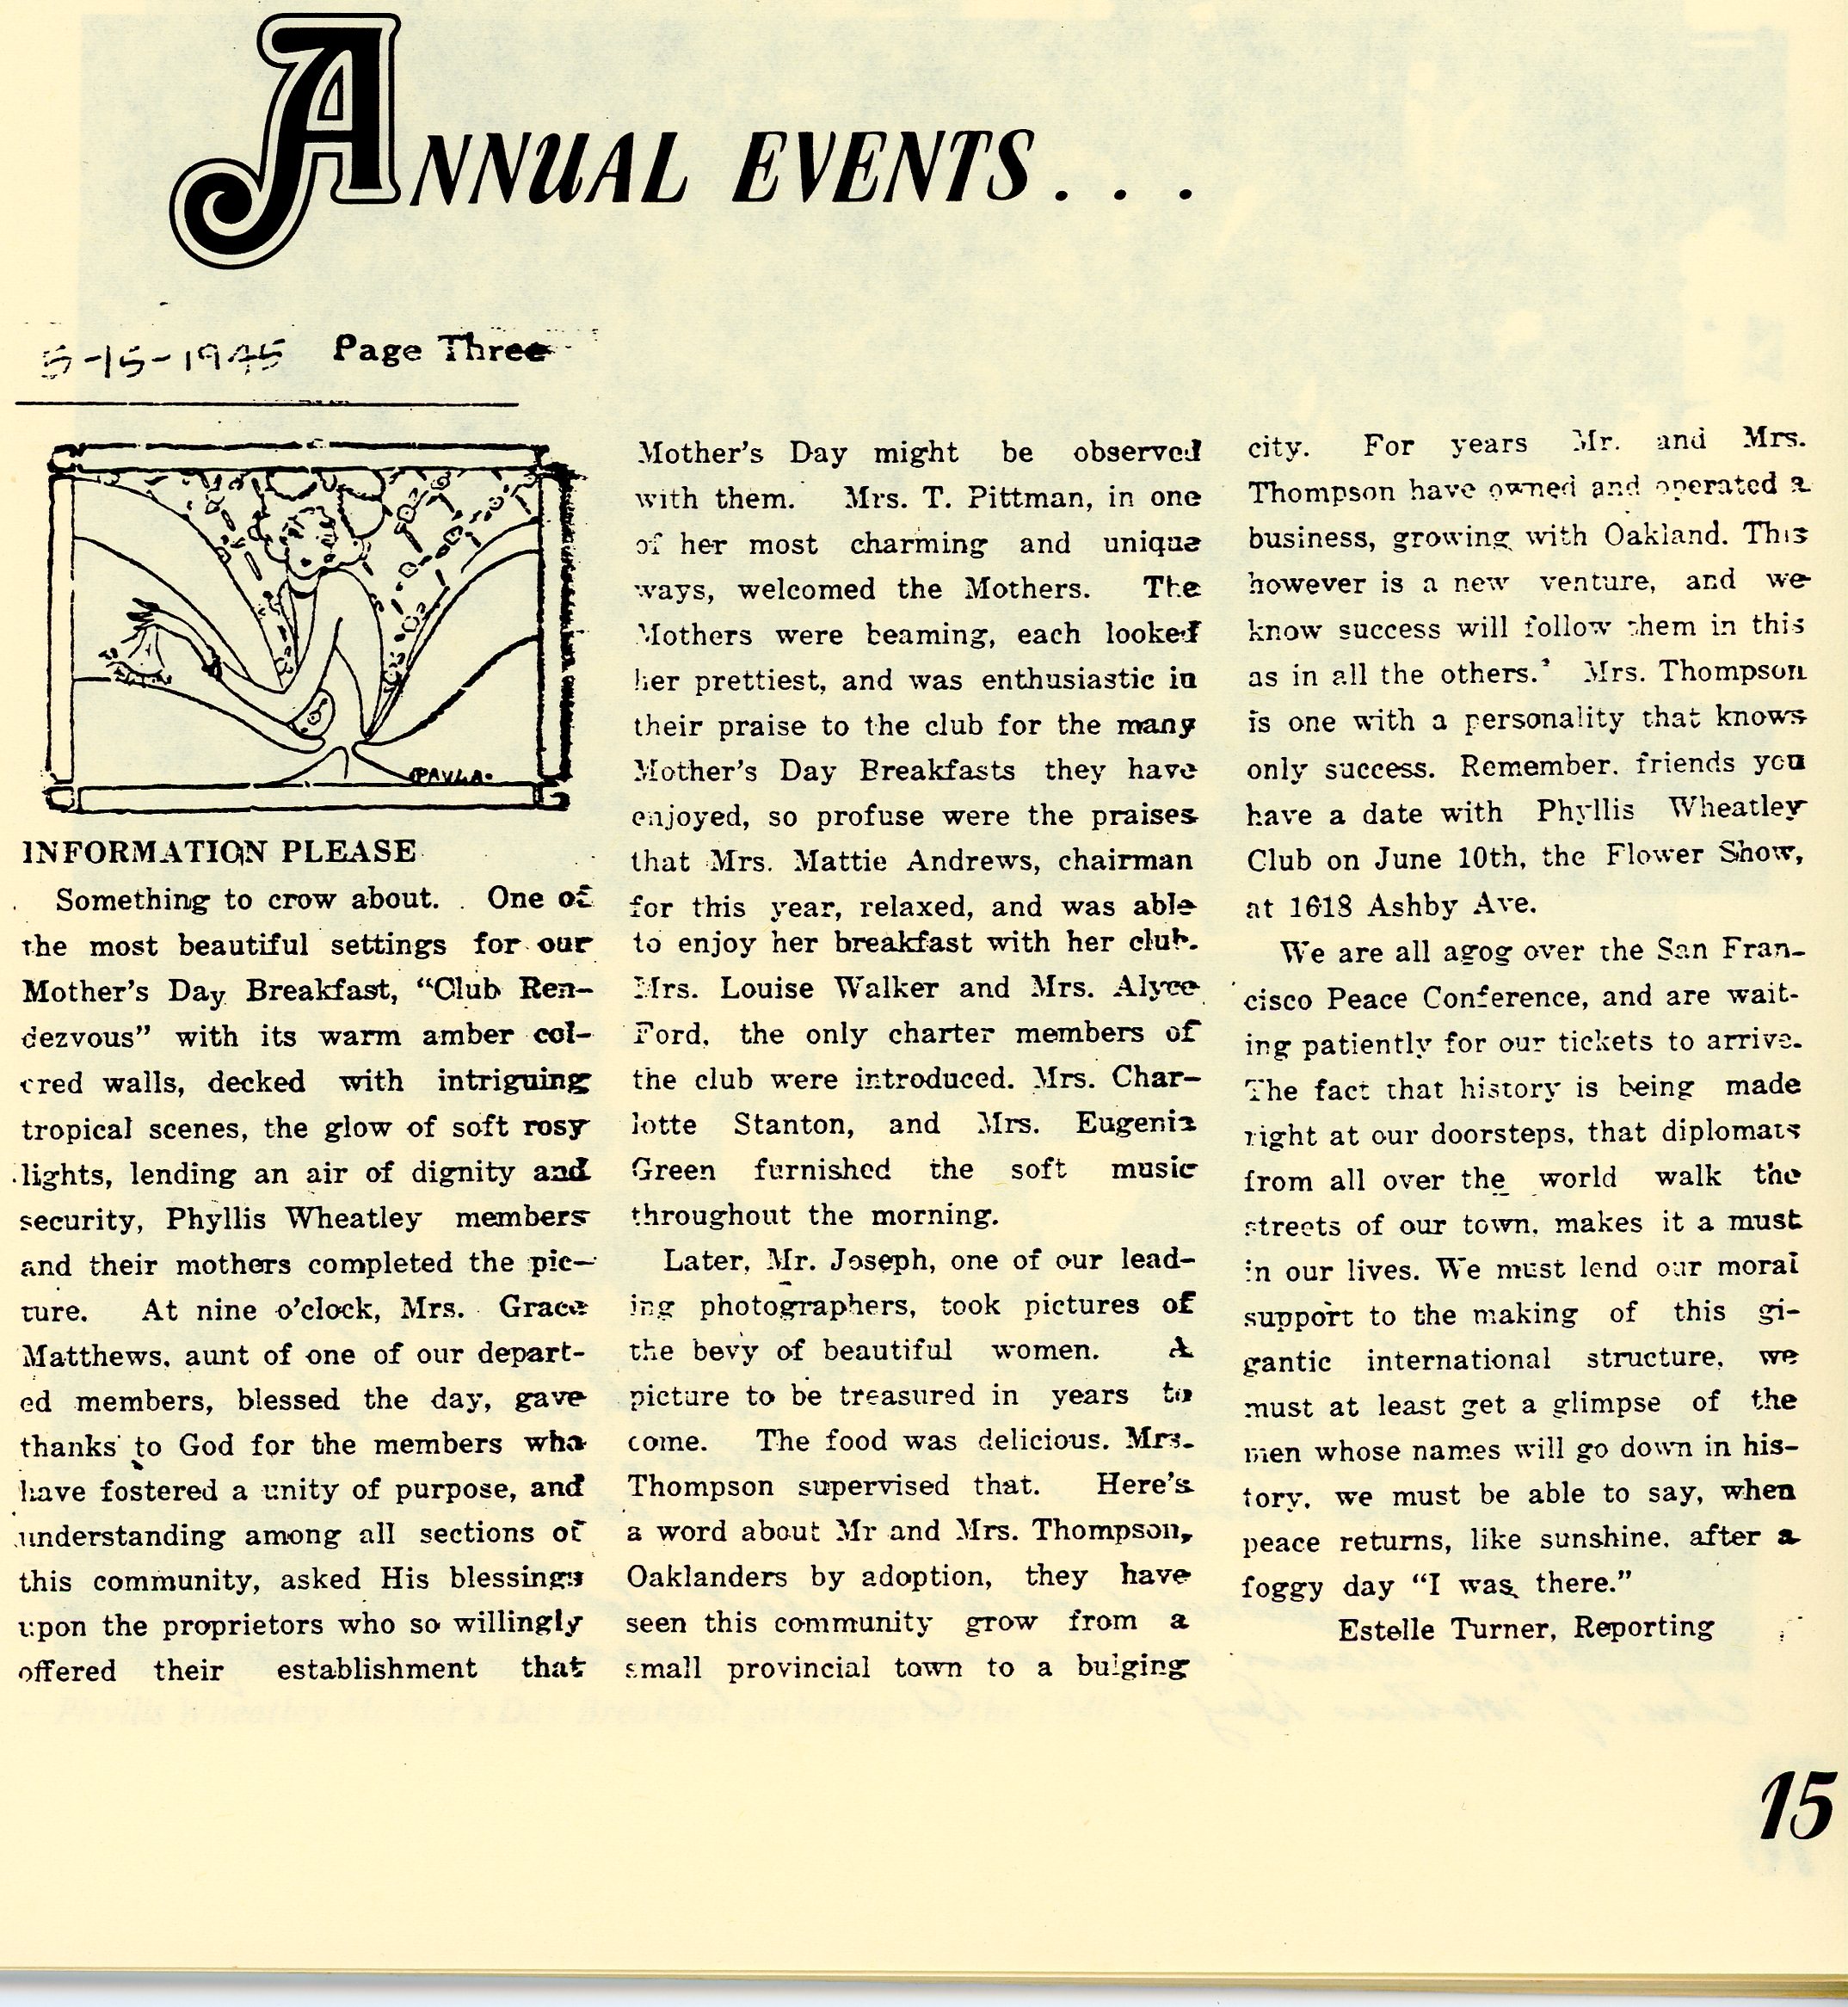 ANNUAL EVENTS . . .
5-15-1945 Page Three
PAULA.
INFORMATION PLEASE
Something to crow about. One of
the most beautiful settings for our
Mother's Day Breakfast, "Club Ren-
dezvous" with its warm amber col-
ored walls, decked with intriguing
tropical scenes, the glow of soft rosy
lights, lending an air of dignity and
security, Phyllis Wheatley members
and their mothers completed the pic-
ture. At nine o'clock, Mrs. Grace
Matthews, aunt of one of our depart-
ed members, blessed the day, gave
thanks to God for the members who
have fostered a unity of purpose, and
understanding among all sections of
this community, asked His blessings
upon the proprietors who so willingly
offered their establishment that
Mother's Day might be observed
with them. Mrs. T. Pittman, in one
of her most charming and unique
ways, welcomed the Mothers. The
Mothers were beaming, each looked
her prettiest, and was enthusiastic in
their praise to the club for the many
Mother's Day Breakfasts they have
enjoyed, so profuse were the praises
that Mrs. Mattie Andrews, chairman
for this year, relaxed, and was able
to enjoy her breakfast with her club.
Mrs. Louise Walker and Mrs. Alyce
Ford, the only charter members of
the club were introduced. Mrs. Char-
lotte Stanton, and Mrs. Eugenia
Green furnished the soft music
throughout the morning.
Later, Mr. Joseph, one of our lead-
ing photographers, took pictures of
the bevy of beautiful women. A
picture to be treasured in years to
come. The food was delicious. Mrs.
Thompson supervised that. Here's
a word about Mr and Mrs. Thompson,
Oaklanders by adoption, they have
seen this community grow from a
small provincial town to a bulging
city. For years Mr. and Mrs.
Thompson have owned and operated a
business, growing with Oakland. This
however is a new venture, and we
know success will follow them in this
as in all the others.' Mrs. Thompson
is one with a personality that knows
only success. Remember, friends you
have a date with Phyllis Wheatley
Club on June 10th, the Flower Show,
at 1618 Ashby Ave.
We are all agog over the San Fran-
cisco Peace Conference, and are wait-
ing patiently for our tickets to arrive.
The fact that history is being made
right at our doorsteps, that diplomats
from all over the world walk the
streets of our town, makes it a must
in our lives. We must lend our moral
support to the making of this gi-
gantic international structure, we
must at least get a glimpse of the
men whose names will go down in his-
tory, we must be able to say, when
peace returns, like sunshine, after a
foggy day "I was there."
Estelle Turner, Reporting
15